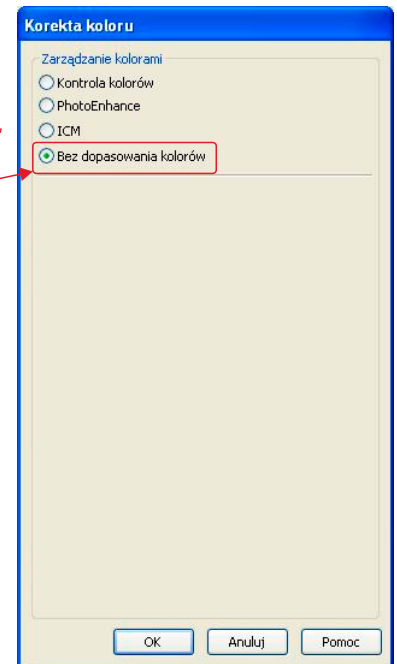 Korekta koloru
Zarządzanie kolorami
Kontrola kolorów
PhotoEnhance
ICM
Bez dopasowania kolorów
OK Anuluj Pomoc